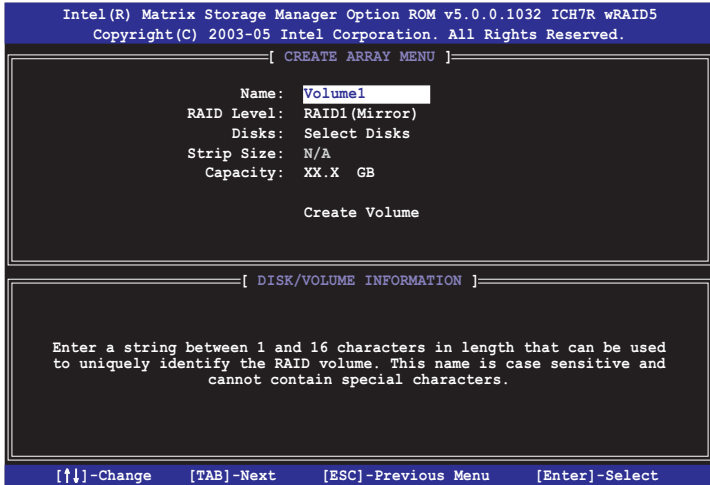 Intel(R) Matrix Storage Manager Option ROM v5.0.0.1032 ICH7R wRAID5
Copyright(C) 2003-05 Intel Corporation. All Rights Reserved.
[ CREATE ARRAY MENU ]
Name: Volume1
RAID Level: RAID1(Mirror)
Disks: Select Disks
Strip Size: N/A
Capacity: XX.X GB
Create Volume
[ DISK/VOLUME INFORMATION ]
Enter a string between 1 and 16 characters in length that can be used
to uniquely identify the RAID volume. This name is case sensitive and
cannot contain special characters.
[↑↓]-Change [TAB]-Next [ESC]-Previous Menu [Enter]-Select